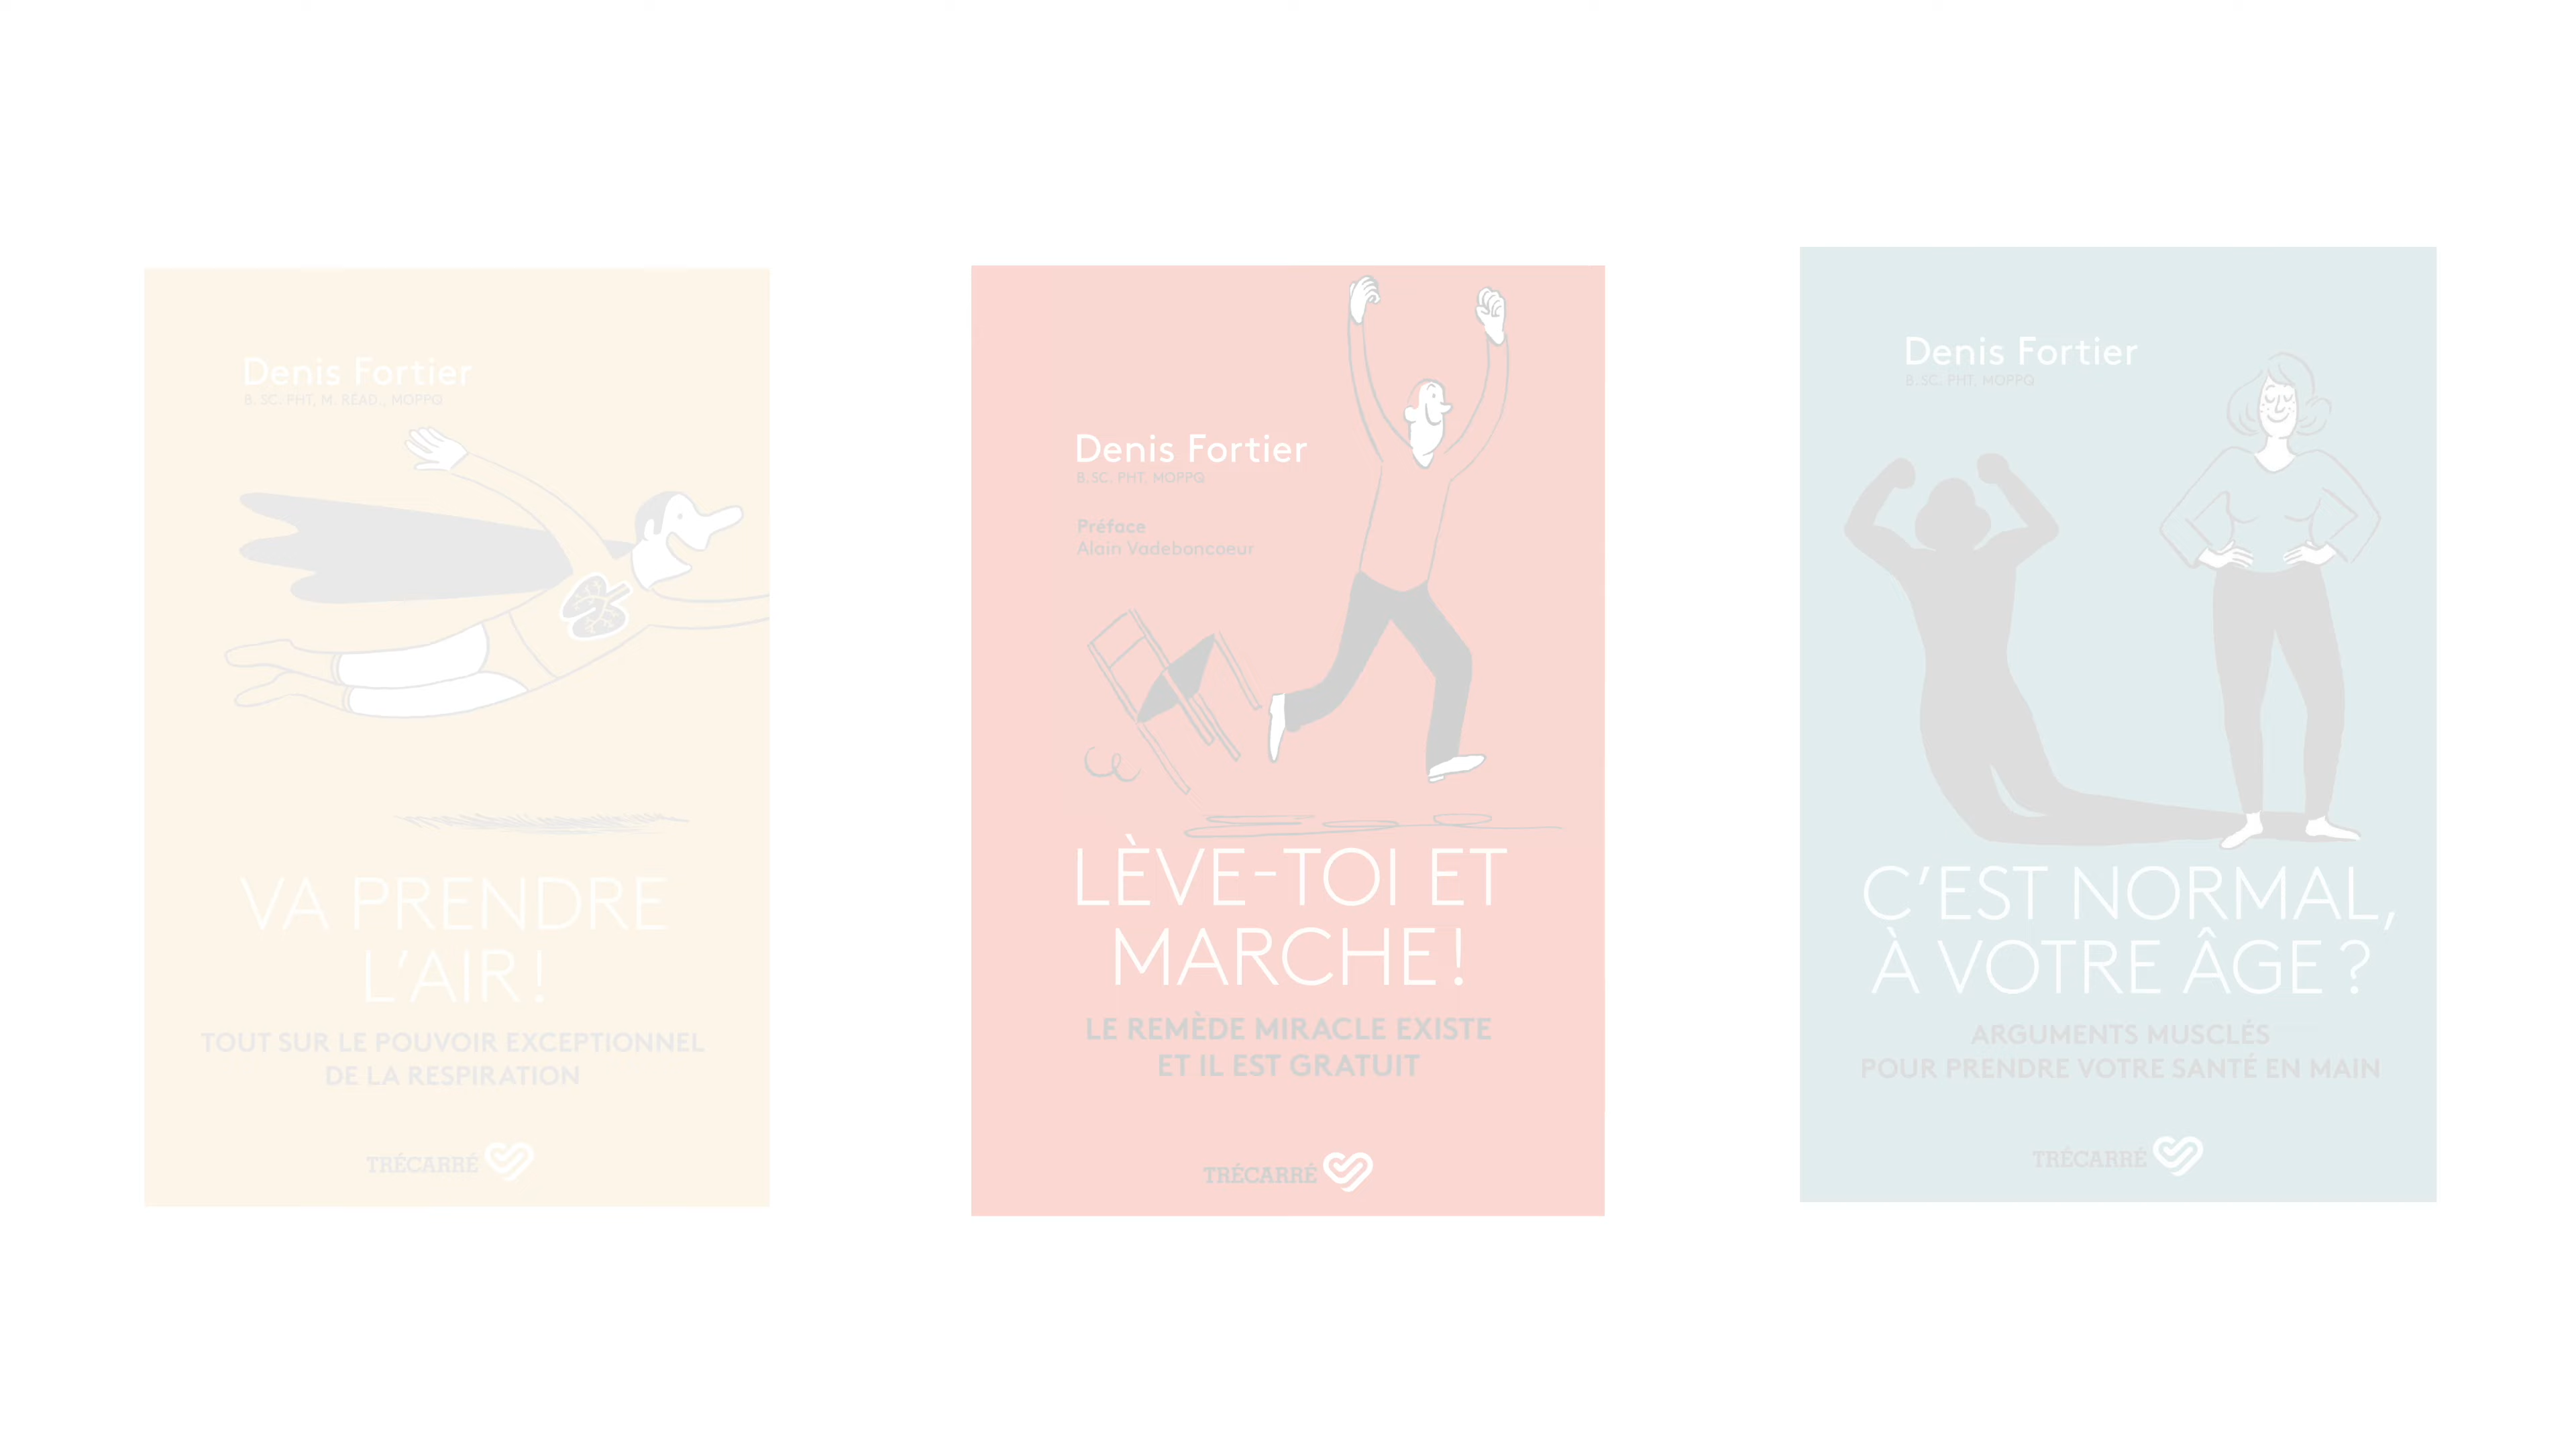 Denis Fortier
B. SC. PHT, M. READ., MOPPQ
VA PRENDRE
L'AIR !
TOUT SUR LE POUVOIR EXCEPTIONNEL
DE LA RESPIRATION
TRÉCARRÉ
Denis Fortier
B.SC. PHT. MOPPQ
Préface
Alain Vadeboncoeur
LÈVE-TOI ET
MARCHE !
LE REMÈDE MIRACLE EXISTE
ET IL EST GRATUIT
TRÉCARRÉ
Denis Fortier
B.SC. PHT, MOPPQ
C'EST NORMAL,
À VOTRE ÂGE ?
ARGUMENTS MUSCLÉS
POUR PRENDRE VOTRE SANTÉ EN MAIN
TRÉCARRÉ